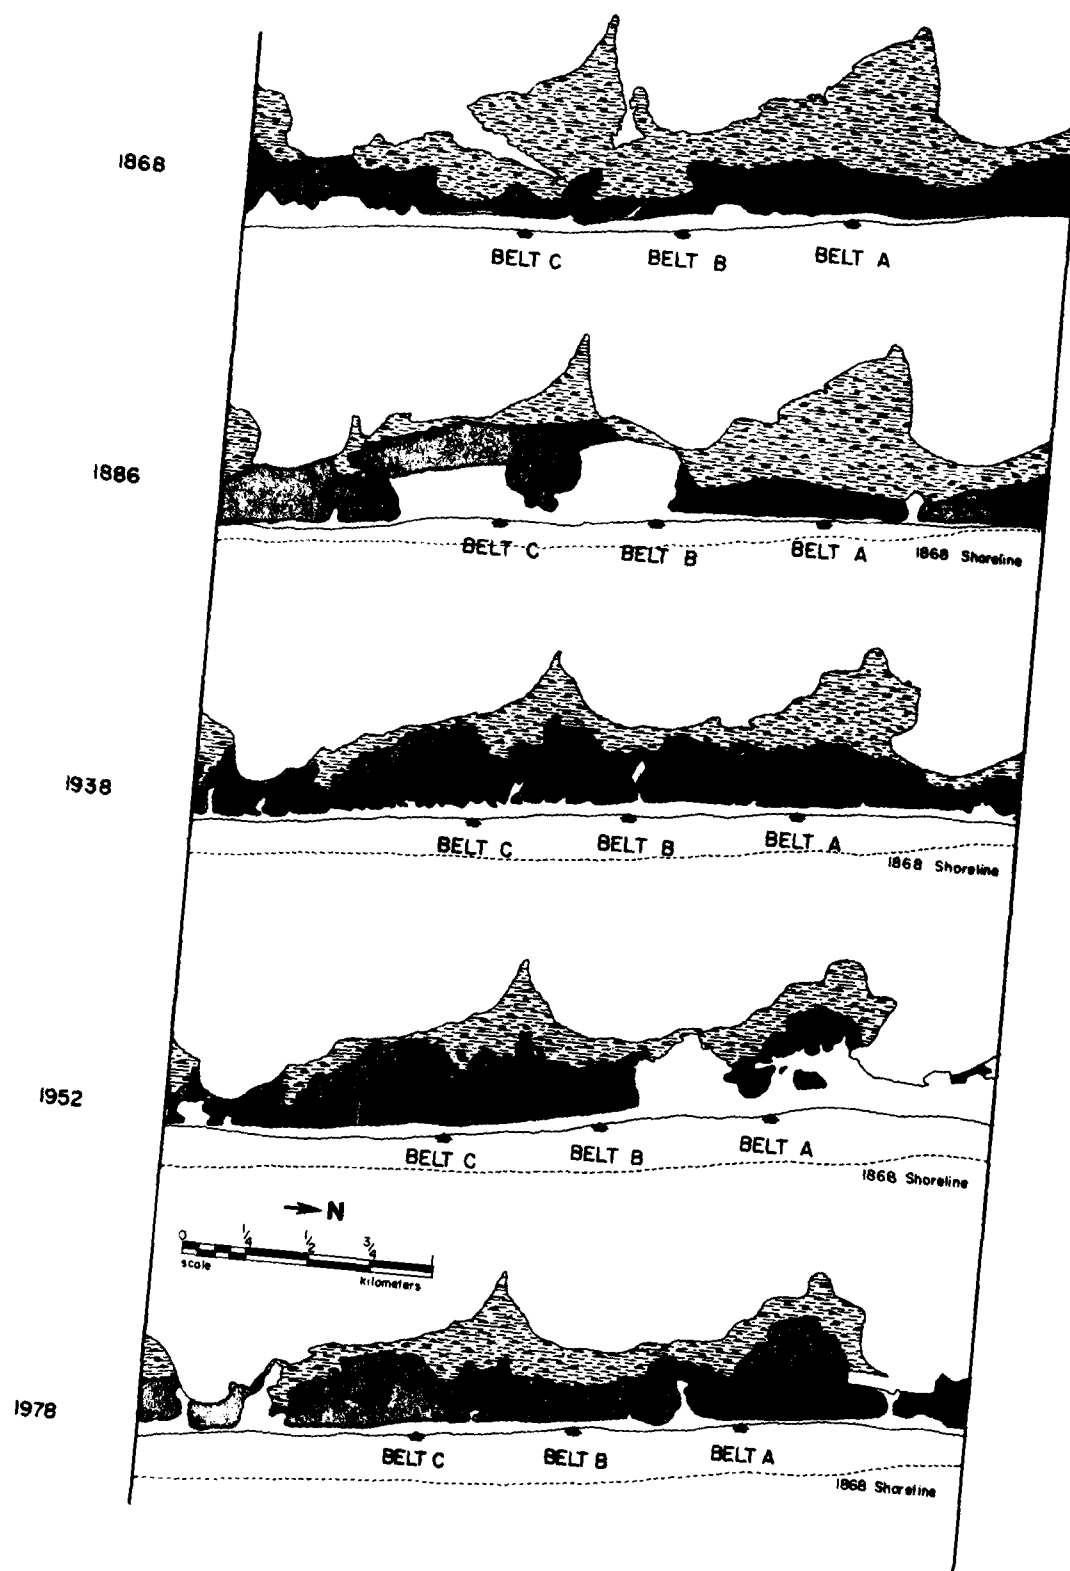 1868
BELT C BELT B BELT A
1886
BELT C BELT B BELT A 1868 Shoreline
1938
BELT C BELT B BELT A
1868 Shoreline
1952
BELT C BELT B BELT A
1868 Shoreline
N
0 1/4 1/2 3/4 1
scale kilometers
1978
BELT C BELT B BELT A
1868 Shoreline